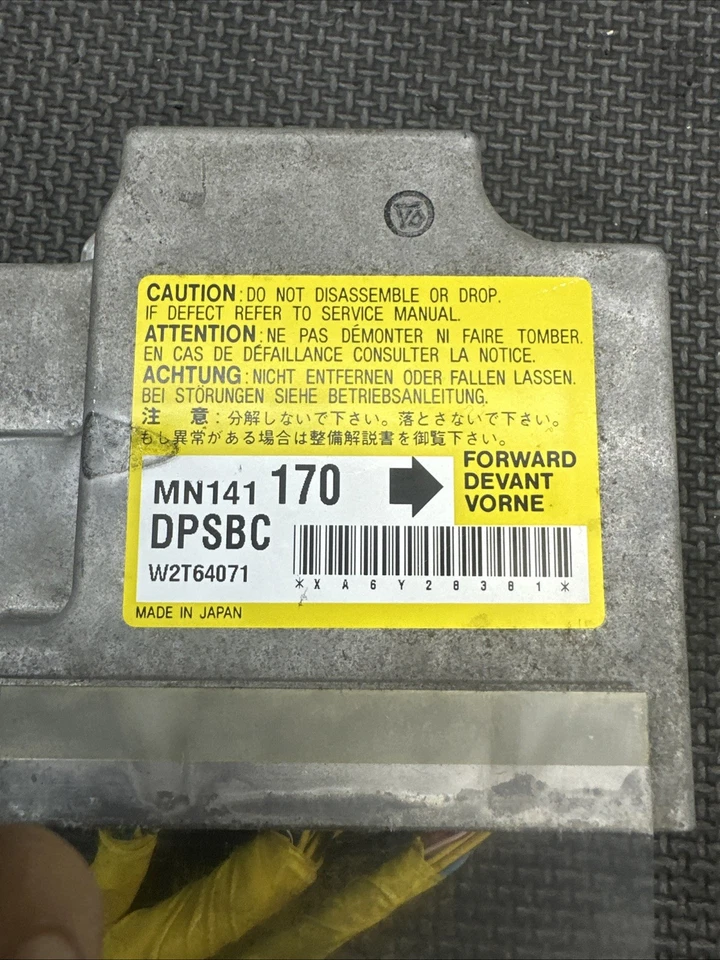 CAUTION : DO NOT DISASSEMBLE OR DROP.
IF DEFECT REFER TO SERVICE MANUAL.
ATTENTION : NE PAS DÉMONTER NI FAIRE TOMBER.
EN CAS DE DÉFAILLANCE CONSULTER LA NOTICE.
ACHTUNG : NICHT ENTFERNEN ODER FALLEN LASSEN.
BEI STÖRUNGEN SIEHE BETRIEBSANLEITUNG.
注 意 : 分解しないで下さい。落とさないで下さい。
もし異常がある場合は整備解説書を御覧下さい。
FORWARD
DEVANT
VORNE
MN141 170
DPSBC
W2T64071
*XA6Y28381*
MADE IN JAPAN